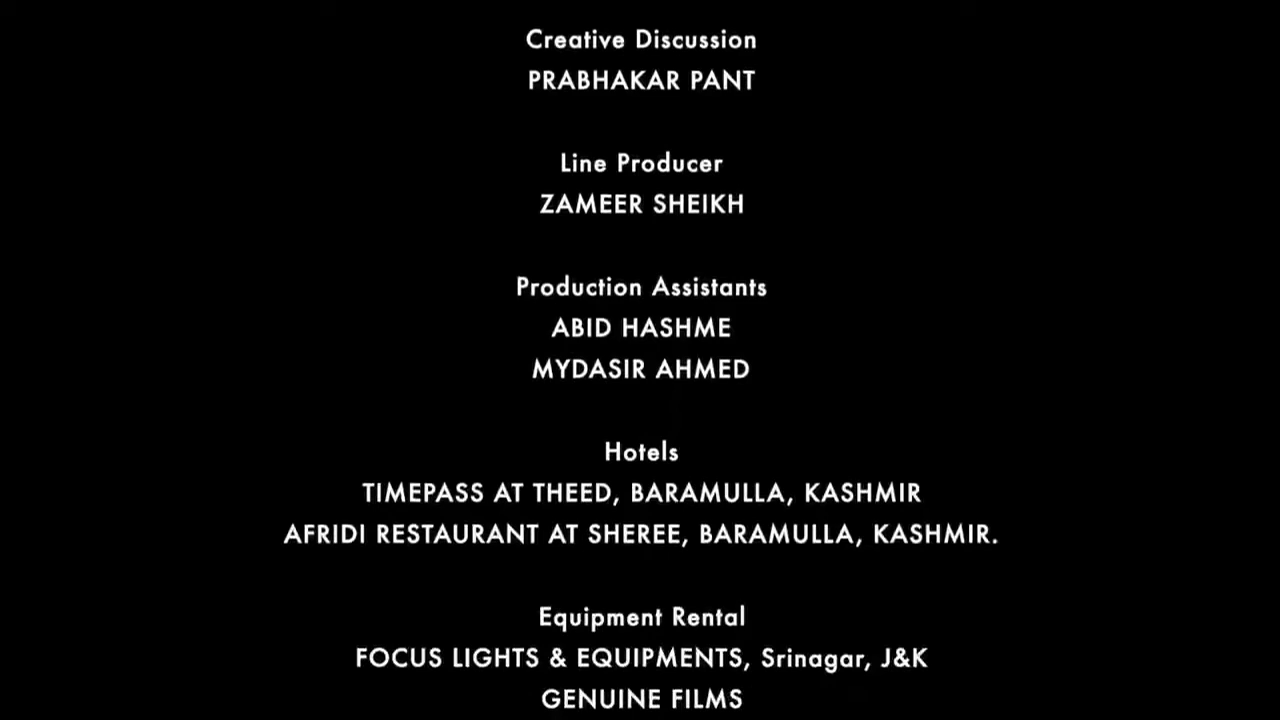 Creative Discussion
PRABHAKAR PANT
Line Producer
ZAMEER SHEIKH
Production Assistants
ABID HASHME
MYDASIR AHMED
Hotels
TIMEPASS AT THEED, BARAMULLA, KASHMIR
AFRIDI RESTAURANT AT SHEREE, BARAMULLA, KASHMIR.
Equipment Rental
FOCUS LIGHTS & EQUIPMENTS, Srinagar, J&K
GENUINE FILMS